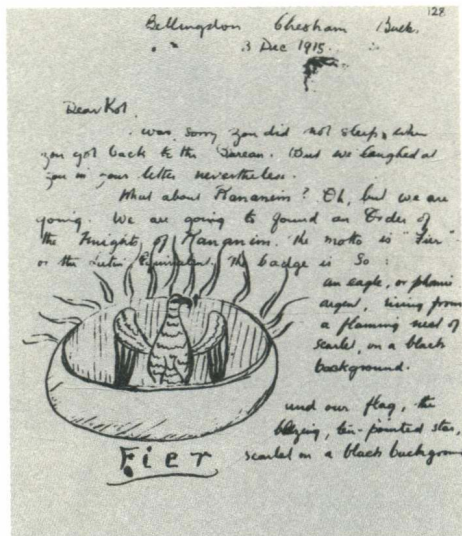 128
Bellingdon Chesham Buck.
3 Dec 1915.
Dear Kot
was sorry you did not sleep, when
you got back to the Bureau. But we laughed at
you in your letter nevertheless.
What about Rananim? Oh, but we are
going. We are going to found an Order of
the Knights of Rananim. The motto is "Fier"
or the Latin Equivalent. The badge is So:
an eagle, or phoenix
argent, rising from
a flaming nest of
scarlet, on a black
background.
and our flag, the
blazing, ten-pointed star,
scarlet on a black background
Fier